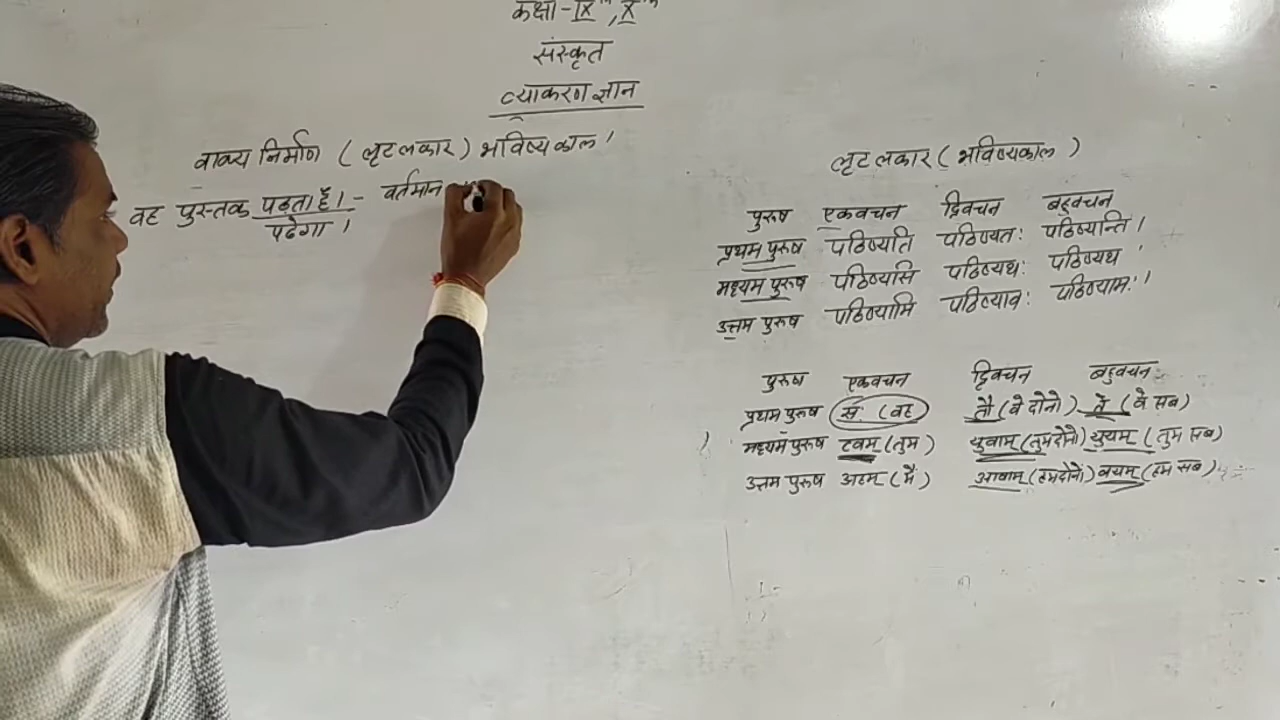 कक्षा - IX , X
संस्कृत
व्याकरण ज्ञान
वाक्य निर्माण ( लृट लकार ) भविष्य काल ।
वह पुस्तक पढ़ता है । - वर्तमान
पढेगा ।
लृट लकार ( भविष्यकाल )
पुरुष एकवचन द्विवचन बहुवचन
प्रथम पुरुष पठिष्यति पठिष्यतः पठिष्यन्ति ।
मध्यम पुरुष पठिष्यसि पठिष्यथः पठिष्यथ ।
उत्तम पुरुष पठिष्यामि पठिष्यावः पठिष्यामः ।
पुरुष एकवचन द्विवचन बहुवचन
प्रथम पुरुष सः (वह तौ ( वे दोनो ) ते ( वे सब )
मध्यम पुरुष त्वम् (तुम ) युवाम् (तुम दोनो ) युयम् ( तुम सब )
उत्तम पुरुष अहम् ( मैं ) आवाम् ( हम दोनो ) वयम् ( हम सब )